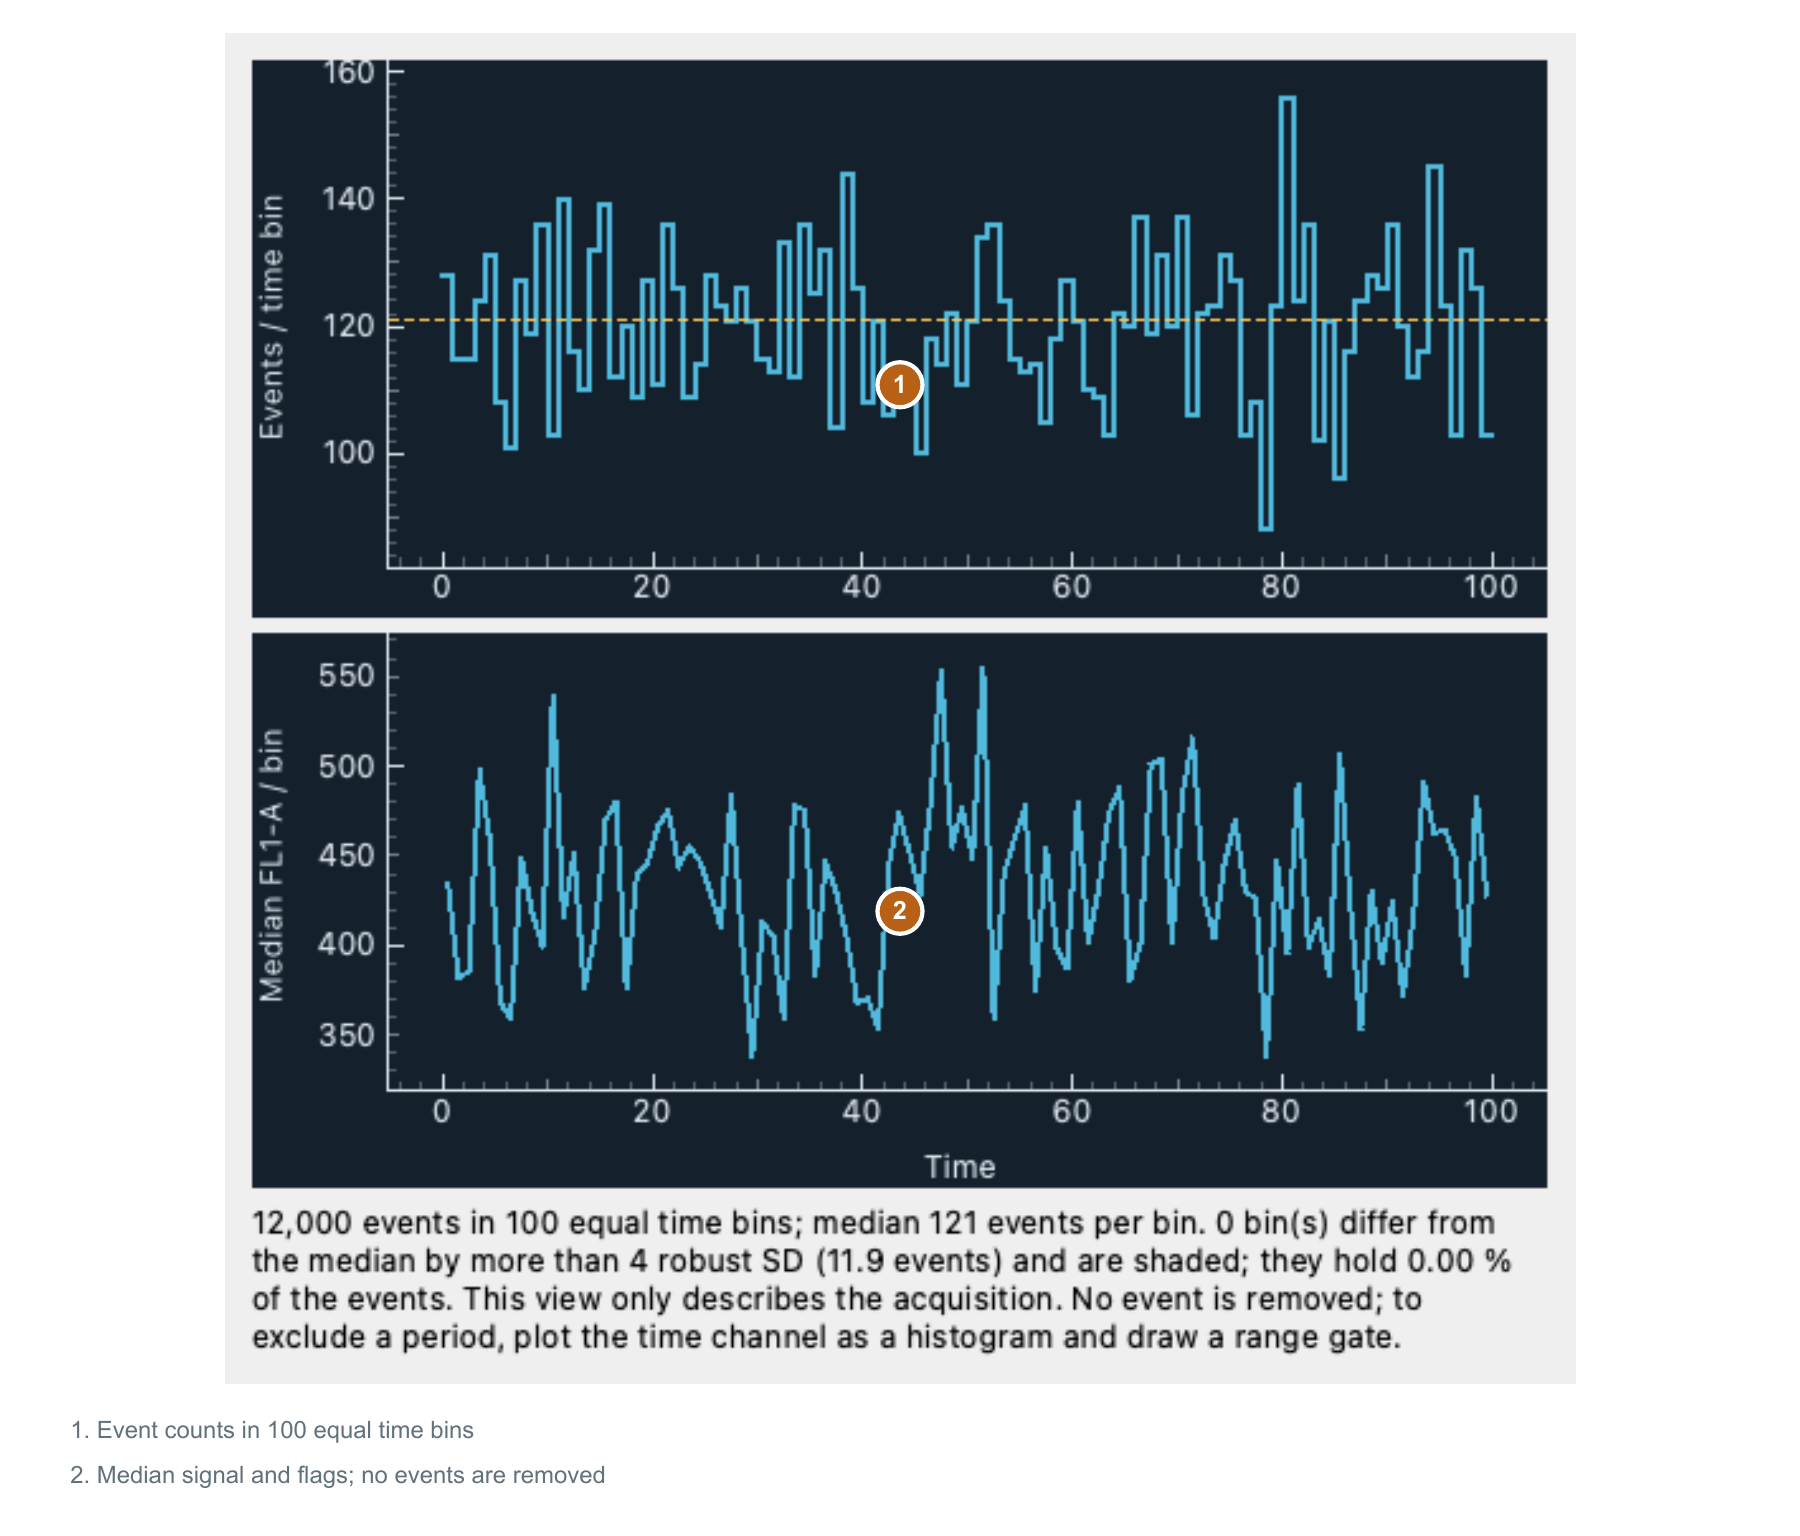 160
140
120
100
Events / time bin
1
0 20 40 60 80 100
550
500
450
400
350
Median FL1-A / bin
2
0 20 40 60 80 100
Time
12,000 events in 100 equal time bins; median 121 events per bin. 0 bin(s) differ from
the median by more than 4 robust SD (11.9 events) and are shaded; they hold 0.00 %
of the events. This view only describes the acquisition. No event is removed; to
exclude a period, plot the time channel as a histogram and draw a range gate.
1. Event counts in 100 equal time bins
2. Median signal and flags; no events are removed